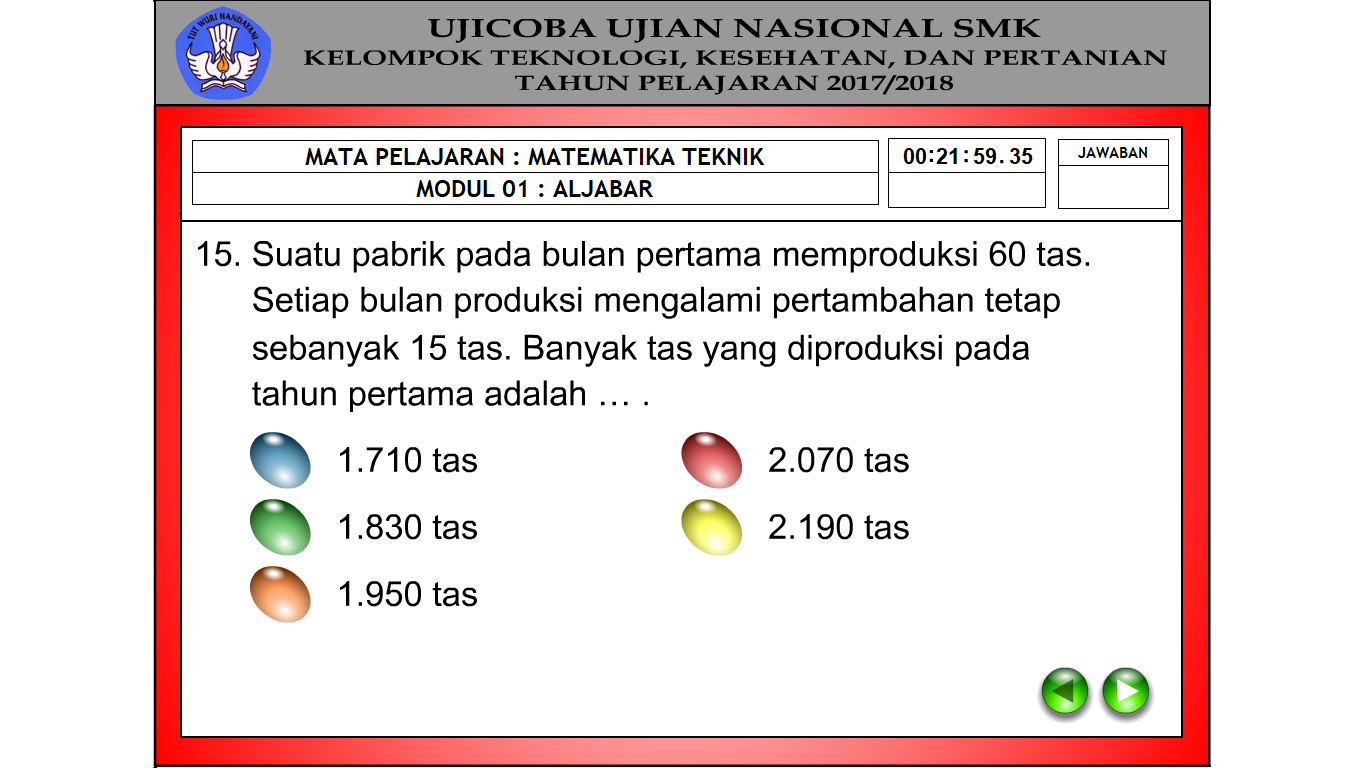 TUT WURI HANDAYANI
UJICOBA UJIAN NASIONAL SMK
KELOMPOK TEKNOLOGI, KESEHATAN, DAN PERTANIAN
TAHUN PELAJARAN 2017/2018
MATA PELAJARAN : MATEMATIKA TEKNIK
MODUL 01 : ALJABAR
00:21:59.35
JAWABAN
15. Suatu pabrik pada bulan pertama memproduksi 60 tas.
Setiap bulan produksi mengalami pertambahan tetap
sebanyak 15 tas. Banyak tas yang diproduksi pada
tahun pertama adalah … .
1.710 tas
1.830 tas
1.950 tas
2.070 tas
2.190 tas